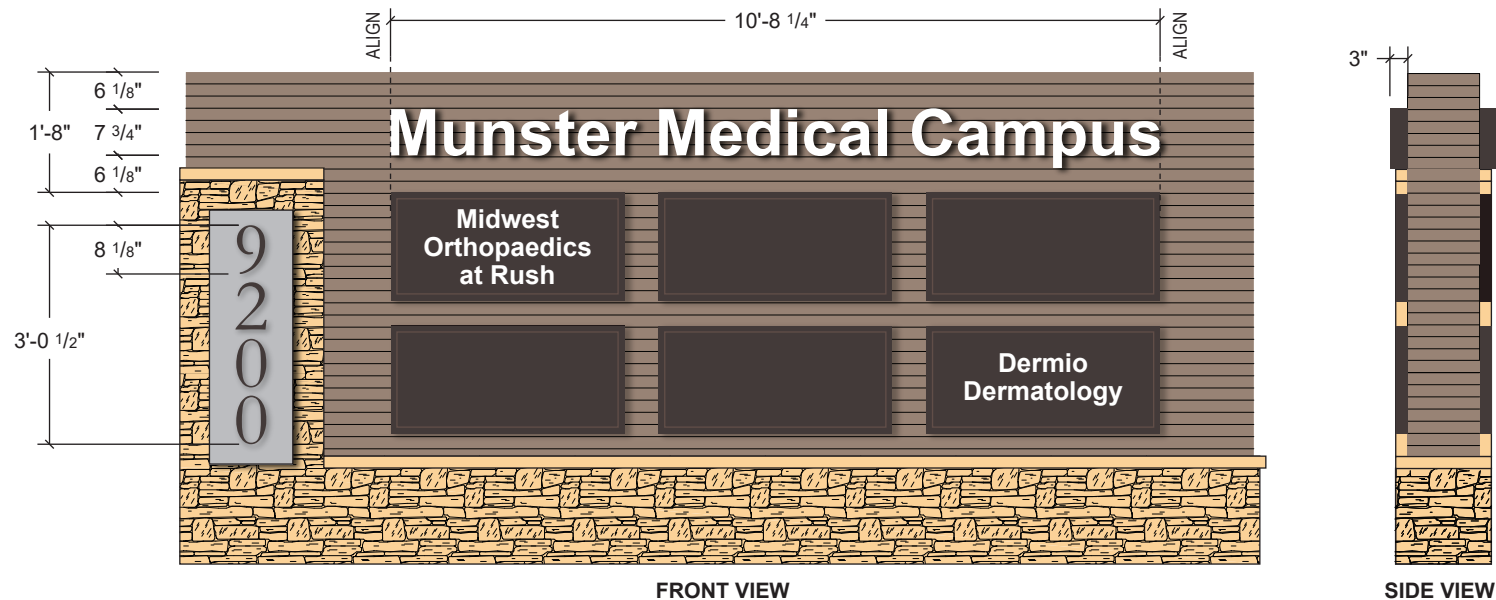 10'-8 1/4"
ALIGN
ALIGN
3"
6 1/8"
1'-8"
7 3/4"
6 1/8"
Munster Medical Campus
Midwest
Orthopaedics
at Rush
9
2
0
0
8 1/8"
3'-0 1/2"
Dermio
Dermatology
FRONT VIEW
SIDE VIEW